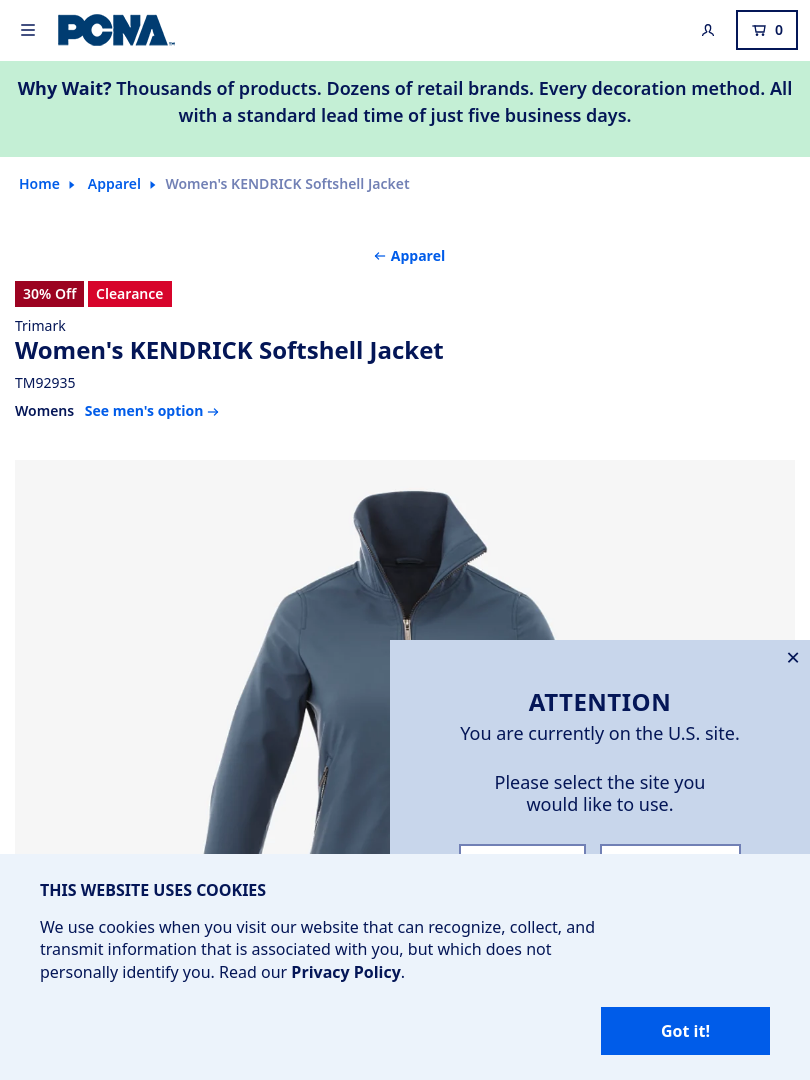 PCNA
0
Why Wait? Thousands of products. Dozens of retail brands. Every decoration method. All
with a standard lead time of just five business days.
Home Apparel Women's KENDRICK Softshell Jacket
← Apparel
30% Off Clearance
Trimark
Women's KENDRICK Softshell Jacket
TM92935
Womens See men's option →
ATTENTION
You are currently on the U.S. site.
Please select the site you
would like to use.
THIS WEBSITE USES COOKIES
We use cookies when you visit our website that can recognize, collect, and
transmit information that is associated with you, but which does not
personally identify you. Read our Privacy Policy.
Got it!